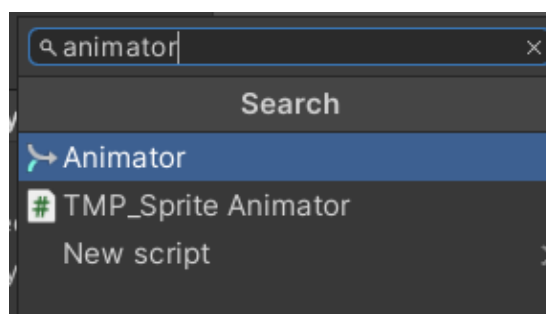 animator
Search
Animator
TMP_Sprite Animator
New script